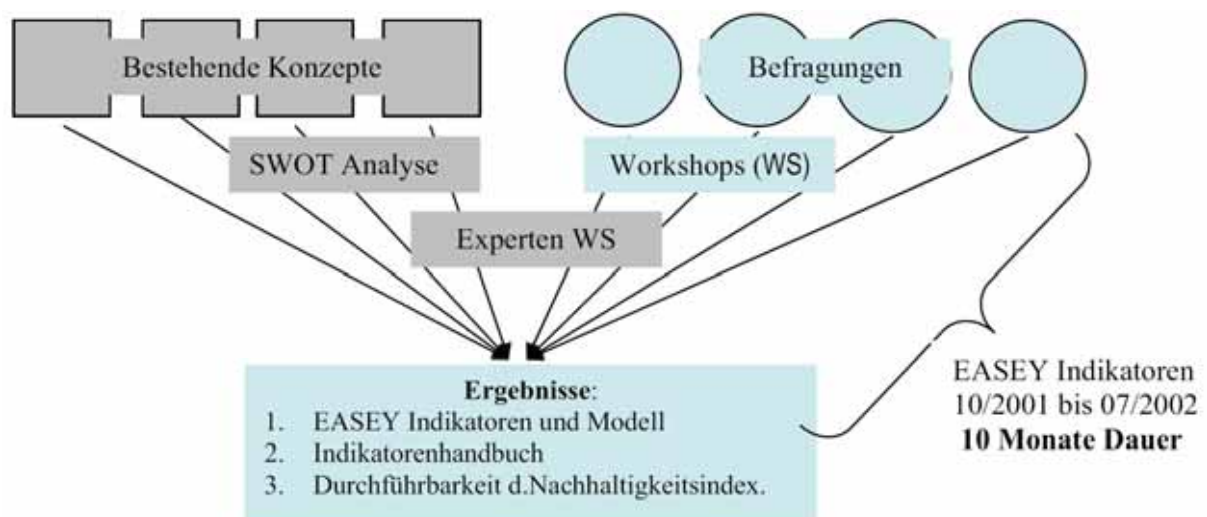 Bestehende Konzepte
Befragungen
SWOT Analyse
Workshops (WS)
Experten WS
Ergebnisse:
1. EASEY Indikatoren und Modell
2. Indikatorenhandbuch
3. Durchführbarkeit d.Nachhaltigkeitsindex.
EASEY Indikatoren
10/2001 bis 07/2002
10 Monate Dauer